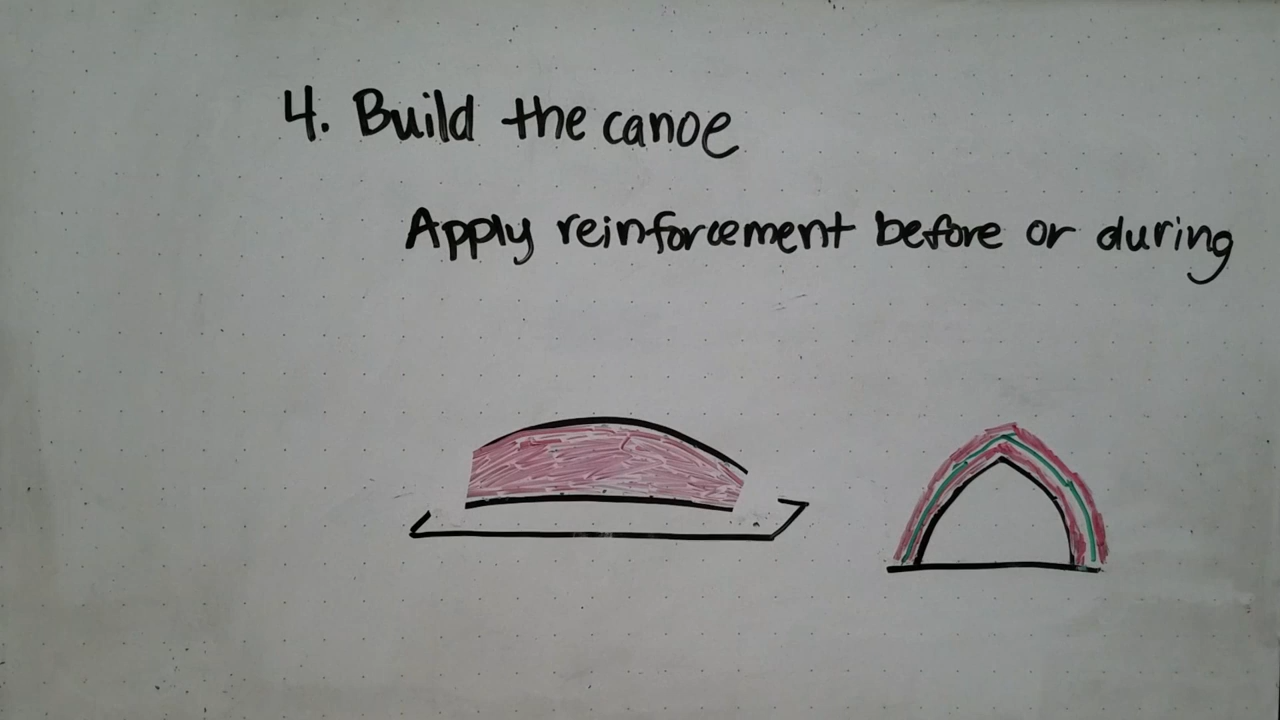 4. Build the canoe
Apply reinforcement before or during